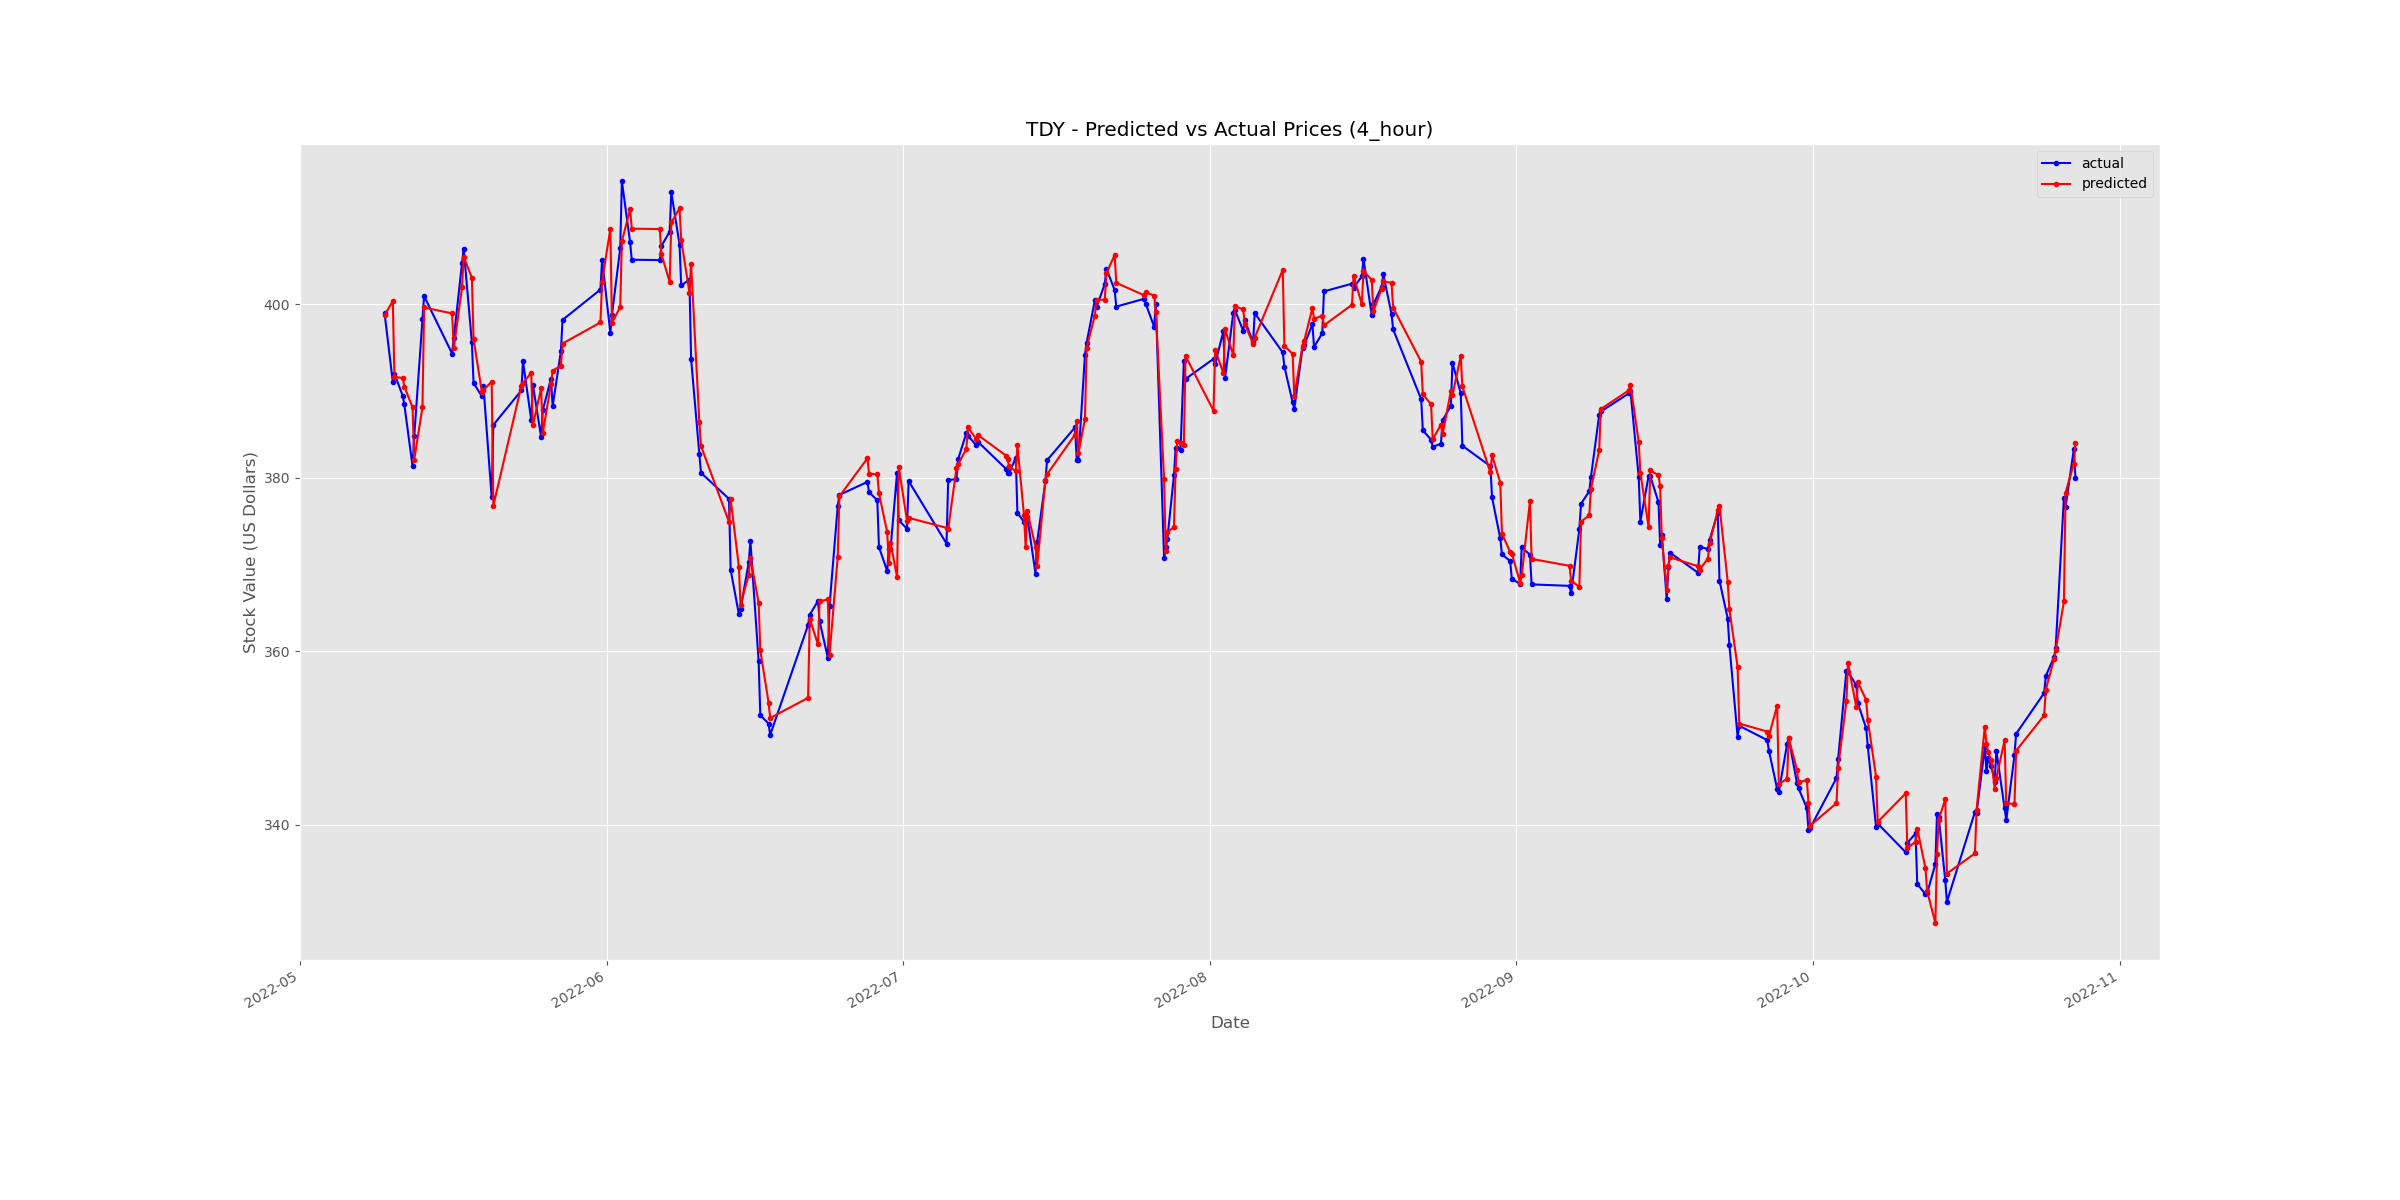 TDY - Predicted vs Actual Prices (4_hour)
actual
predicted
Stock Value (US Dollars)
400
380
360
340
2022-05
2022-06
2022-07
2022-08
2022-09
2022-10
2022-11
Date